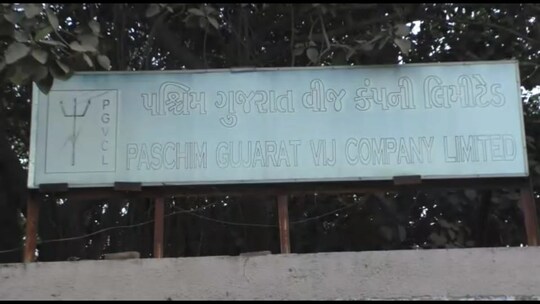 પશ્ચિમ ગુજરાત વીજ કંપની લિમીટેડ
PGVCL
PASCHIM GUJARAT VIJ COMPANY LIMITED